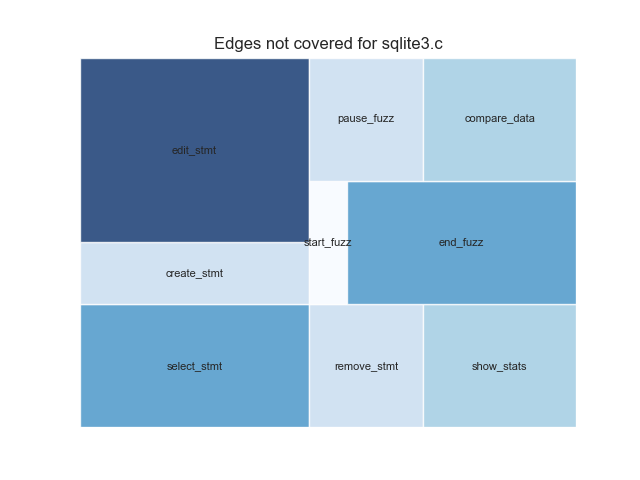 Edges not covered for sqlite3.c
pause_fuzz
compare_data
edit_stmt
start_fuzz
end_fuzz
create_stmt
select_stmt
remove_stmt
show_stats